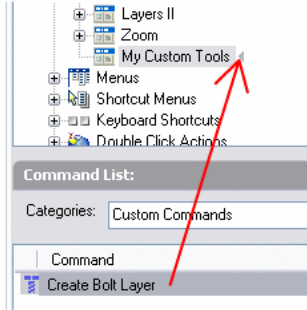 Layers II
Zoom
My Custom Tools
Menus
Shortcut Menus
Keyboard Shortcuts
Double Click Actions
Command List:
Categories: Custom Commands
Command
Create Bolt Layer